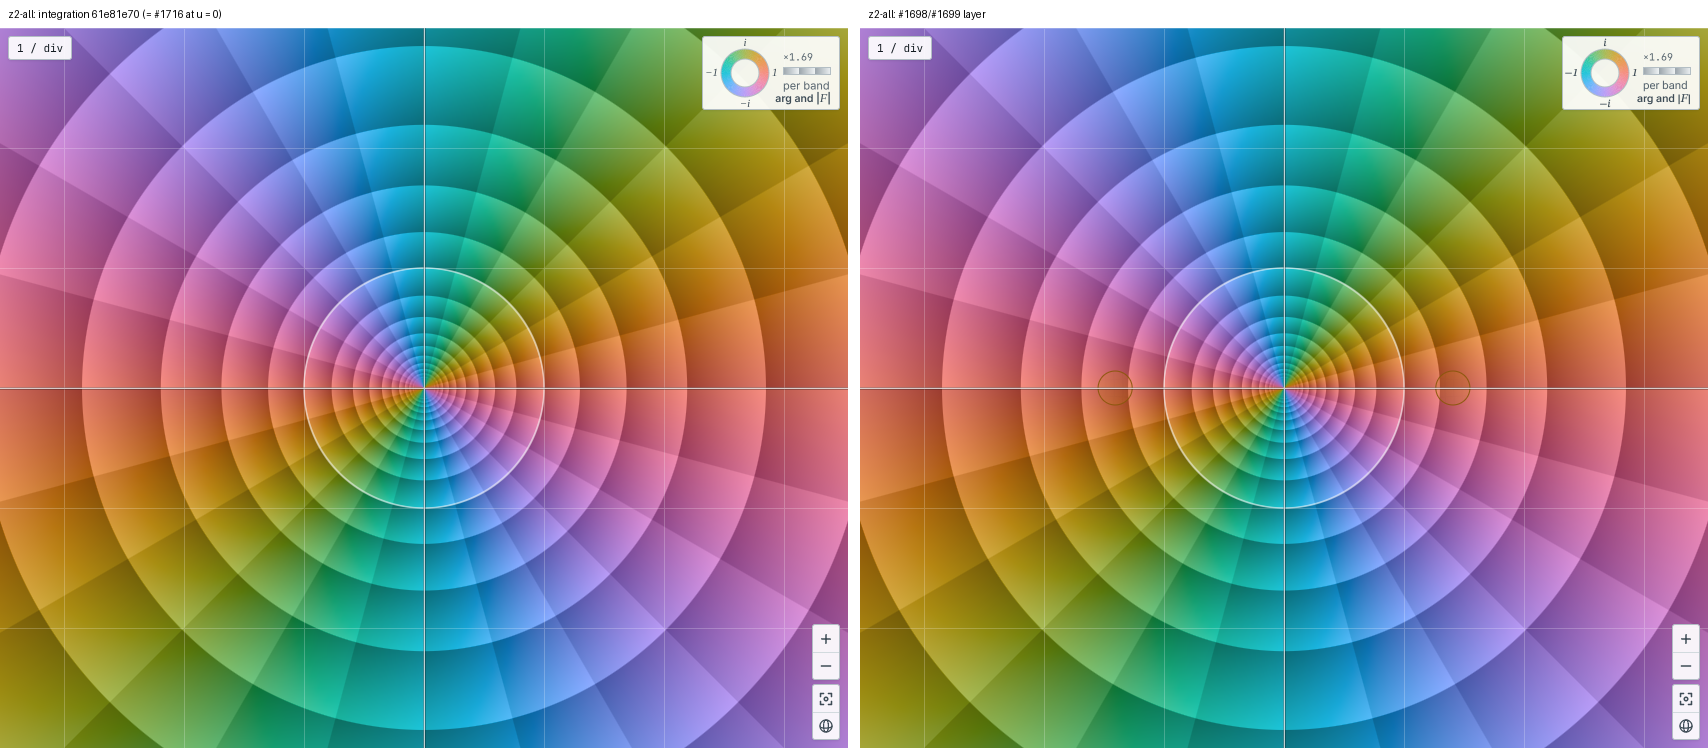 z2-all: integration 61e81e70 (= #1716 at u = 0)
1 / div
i
−1
1
−i
×1.69
per band
arg and |F|
+
−
z2-all: #1698/#1699 layer
1 / div
i
−1
1
−i
×1.69
per band
arg and |F|
+
−